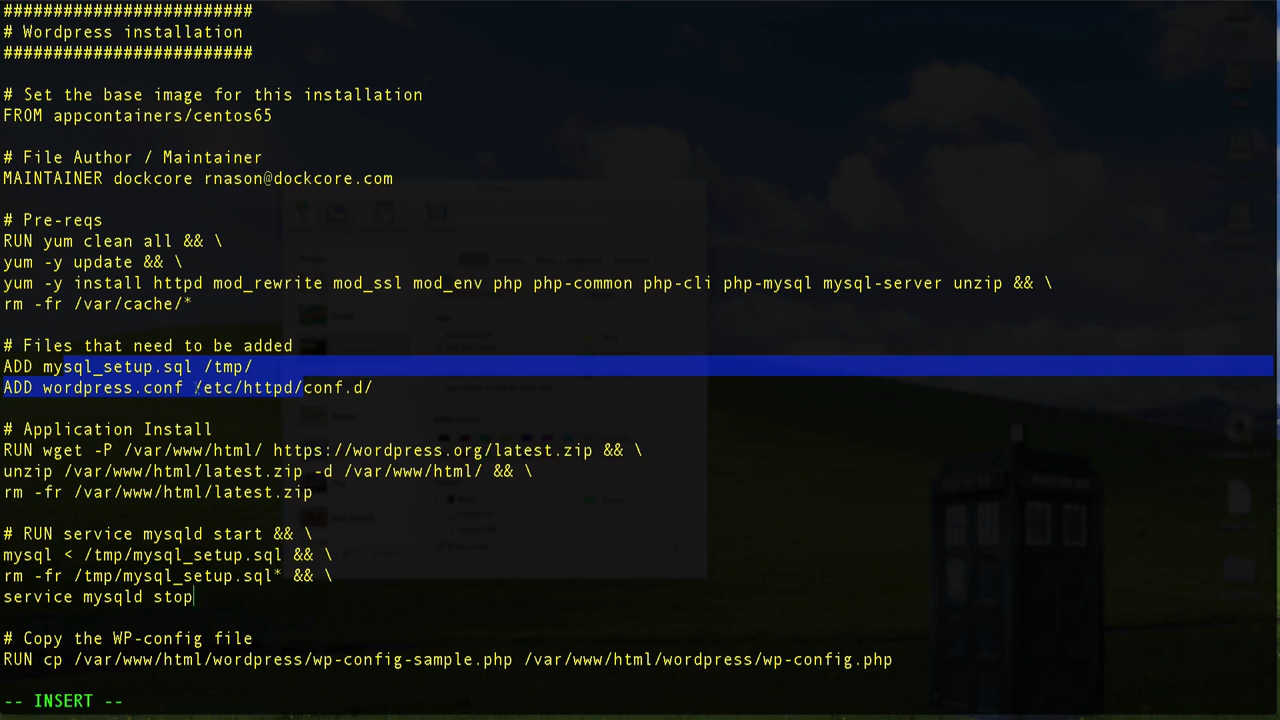 #########################
# Wordpress installation
#########################
# Set the base image for this installation
FROM appcontainers/centos65
# File Author / Maintainer
MAINTAINER dockcore rnason@dockcore.com
# Pre-reqs
RUN yum clean all && \
yum -y update && \
yum -y install httpd mod_rewrite mod_ssl mod_env php php-common php-cli php-mysql mysql-server unzip && \
rm -fr /var/cache/*
# Files that need to be added
ADD mysql_setup.sql /tmp/
ADD wordpress.conf /etc/httpd/conf.d/
# Application Install
RUN wget -P /var/www/html/ https://wordpress.org/latest.zip && \
unzip /var/www/html/latest.zip -d /var/www/html/ && \
rm -fr /var/www/html/latest.zip
# RUN service mysqld start && \
mysql < /tmp/mysql_setup.sql && \
rm -fr /tmp/mysql_setup.sql* && \
service mysqld stop
# Copy the WP-config file
RUN cp /var/www/html/wordpress/wp-config-sample.php /var/www/html/wordpress/wp-config.php
-- INSERT --